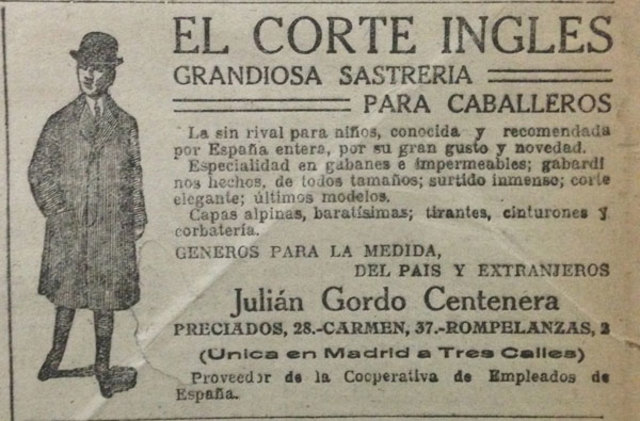 EL CORTE INGLES
GRANDIOSA SASTRERIA
PARA CABALLEROS
La sin rival para niños, conocida y recomendada
por España entera, por su gran gusto y novedad.
Especialidad en gabanes e impermeables; gabardi
nos hechos, de todos tamaños; surtido inmenso; corte
elegante; últimos modelos.
Capas alpinas, baratísimas; tirantes, cinturones y
corbatería.
GENEROS PARA LA MEDIDA,
DEL PAIS Y EXTRANJEROS
Julián Gordo Centenera
PRECIADOS, 28.-CARMEN, 37.-ROMPELANZAS, 2
(Unica en Madrid a Tres Calles)
Proveedor de la Cooperativa de Empleados de
España.